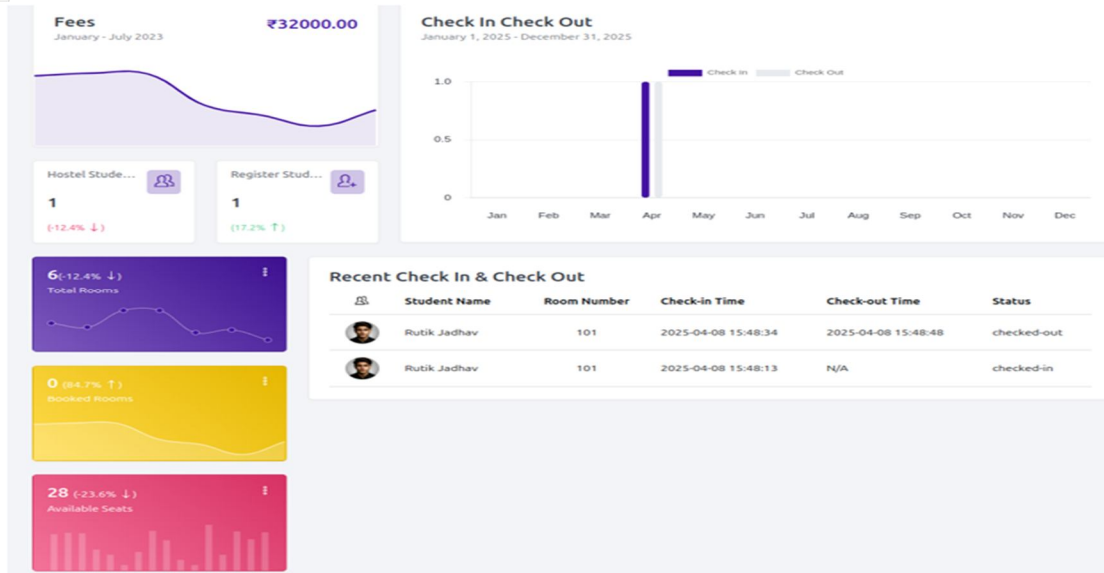 Fees
₹32000.00
January - July 2023
Check In Check Out
January 1, 2025 - December 31, 2025
Check In Check Out
1.0
0.5
0
Jan Feb Mar Apr May Jun Jul Aug Sep Oct Nov Dec
Hostel Stude...
1
(-12.4% ↓)
Register Stud...
1
(17.2% ↑)
6(-12.4% ↓)
Total Rooms
0 (84.7% ↑)
Booked Rooms
28 (-23.6% ↓)
Available Seats
Recent Check In & Check Out
Student Name Room Number Check-in Time Check-out Time Status
Rutik Jadhav 101 2025-04-08 15:48:34 2025-04-08 15:48:48 checked-out
Rutik Jadhav 101 2025-04-08 15:48:13 N/A checked-in